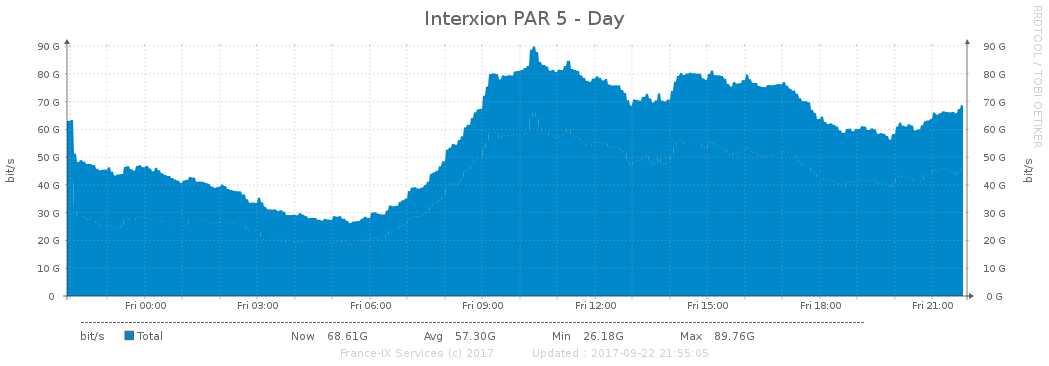 Interxion PAR 5 - Day
RRDTOOL / TOBI OETIKER
bit/s
90 G
80 G
70 G
60 G
50 G
40 G
30 G
20 G
10 G
0
90 G
80 G
70 G
60 G
50 G
40 G
30 G
20 G
10 G
0 G
bit/s
Fri 00:00 Fri 03:00 Fri 06:00 Fri 09:00 Fri 12:00 Fri 15:00 Fri 18:00 Fri 21:00
bit/s Total Now 68.61G Avg 57.30G Min 26.18G Max 89.76G
France-IX Services (c) 2017 Updated : 2017-09-22 21:55:05